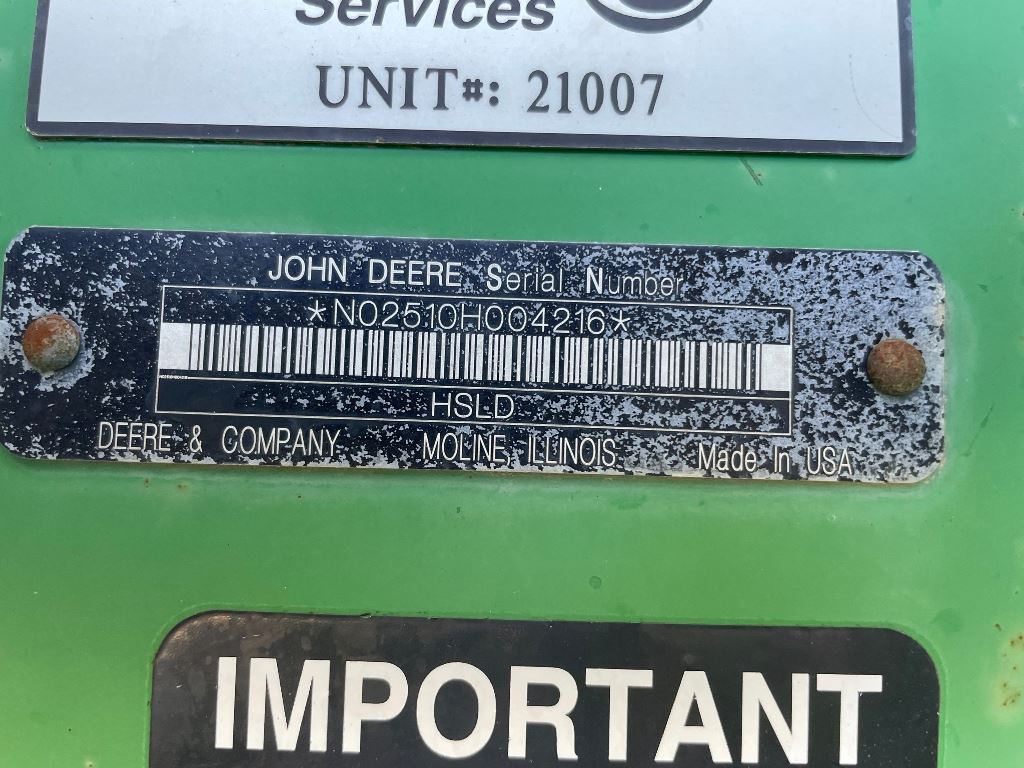 Services
UNIT#: 21007
JOHN DEERE Serial Number
*N02510H004216*
HSLD
DEERE & COMPANY MOLINE, ILLINOIS Made In USA
IMPORTANT